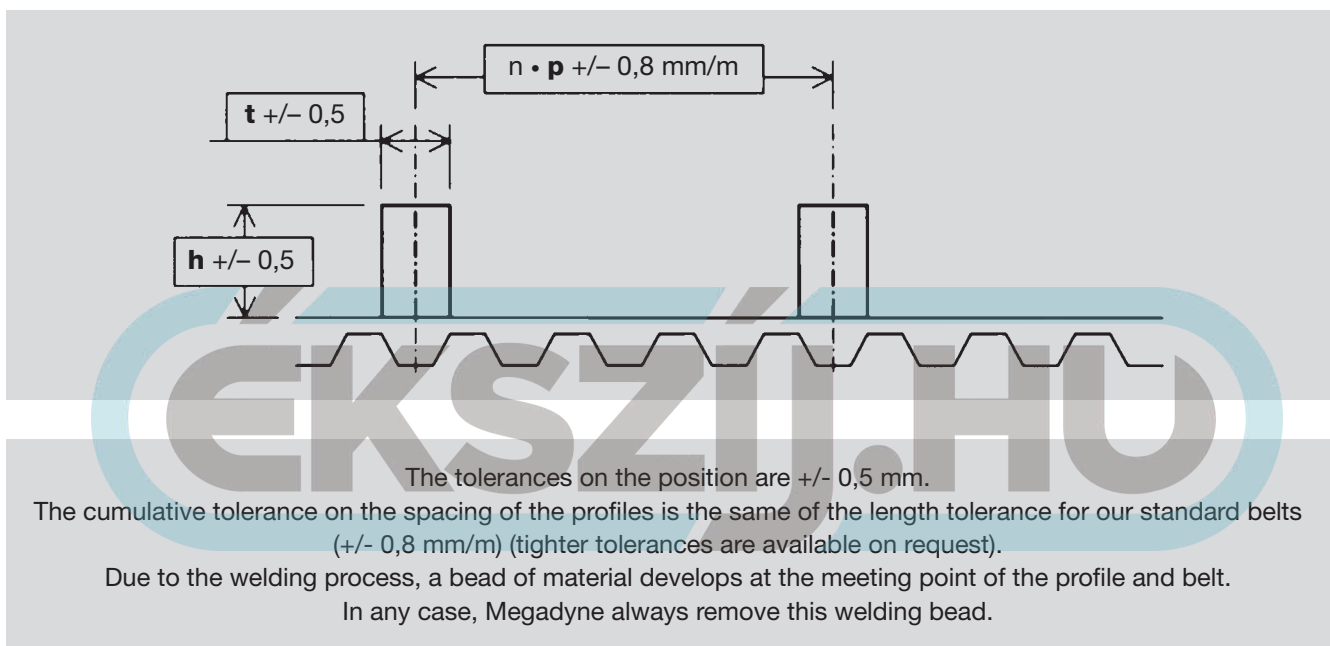 n • p +/– 0,8 mm/m
t +/– 0,5
h +/– 0,5
ÉKSZÍJ.HU
The tolerances on the position are +/- 0,5 mm.
The cumulative tolerance on the spacing of the profiles is the same of the length tolerance for our standard belts
(+/- 0,8 mm/m) (tighter tolerances are available on request).
Due to the welding process, a bead of material develops at the meeting point of the profile and belt.
In any case, Megadyne always remove this welding bead.